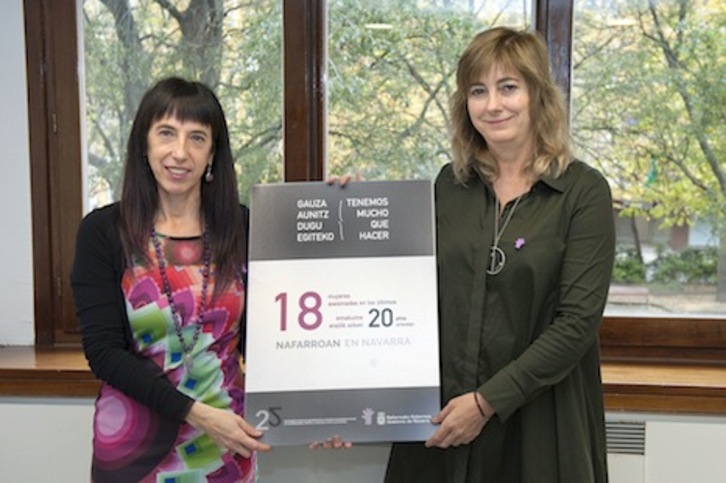 GAUZA
AUNITZ
DUGU
EGITEKO
TENEMOS
MUCHO
QUE
HACER
18
mujeres
asesinadas en los últimos
emakume
erailik azken
20
años
urteotan
NAFARROAN EN NAVARRA
25
Nafarroako Gobernua
Gobierno de Navarra